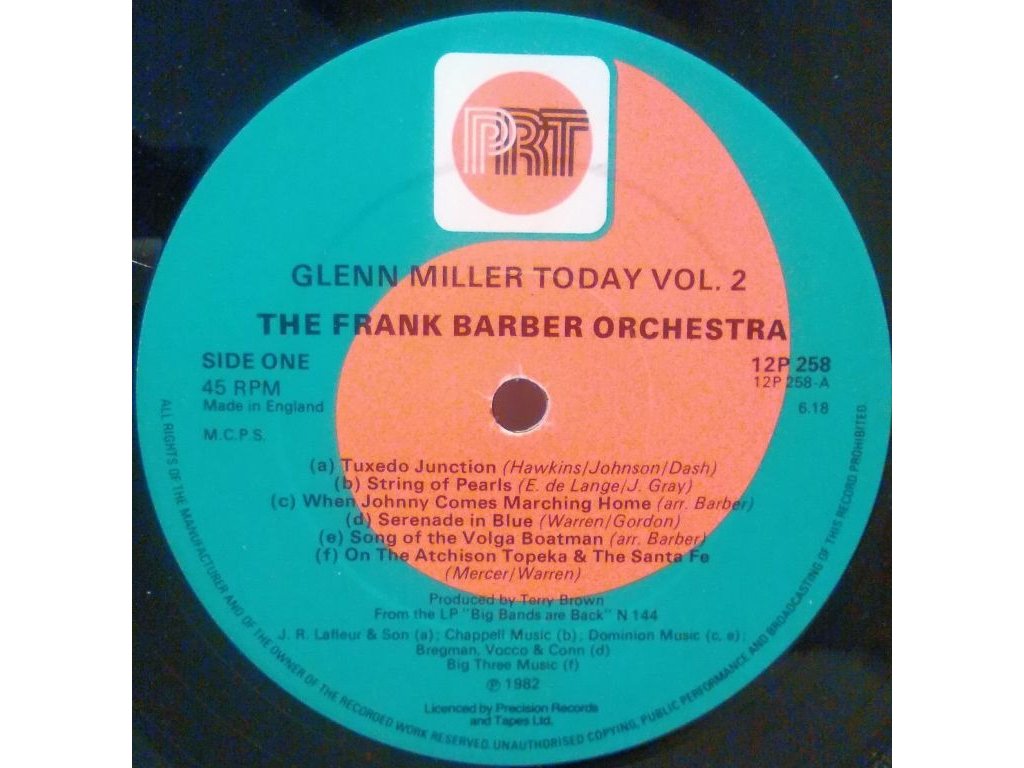 PRT
GLENN MILLER TODAY VOL. 2
THE FRANK BARBER ORCHESTRA
SIDE ONE
12P 258
45 RPM
12P 258-A
Made in England
6.18
M.C.P.S.
(a) Tuxedo Junction (Hawkins/Johnson/Dash)
(b) String of Pearls (E. de Lange/J. Gray)
(c) When Johnny Comes Marching Home (arr. Barber)
(d) Serenade in Blue (Warren/Gordon)
(e) Song of the Volga Boatman (arr. Barber)
(f) On The Atchison Topeka & The Santa Fe
(Mercer/Warren)
Produced by Terry Brown
From the LP "Big Bands are Back" N 144
J. R. Lafleur & Son (a); Chappell Music (b); Dominion Music (c, e);
Bregman, Vocco & Conn (d)
Big Three Music (f)
℗ 1982
Licenced by Precision Records
and Tapes Ltd.
ALL RIGHTS OF THE MANUFACTURER AND OF THE OWNER OF THE RECORDED WORK RESERVED. UNAUTHORISED COPYING, PUBLIC PERFORMANCE AND BROADCASTING OF THIS RECORD PROHIBITED.